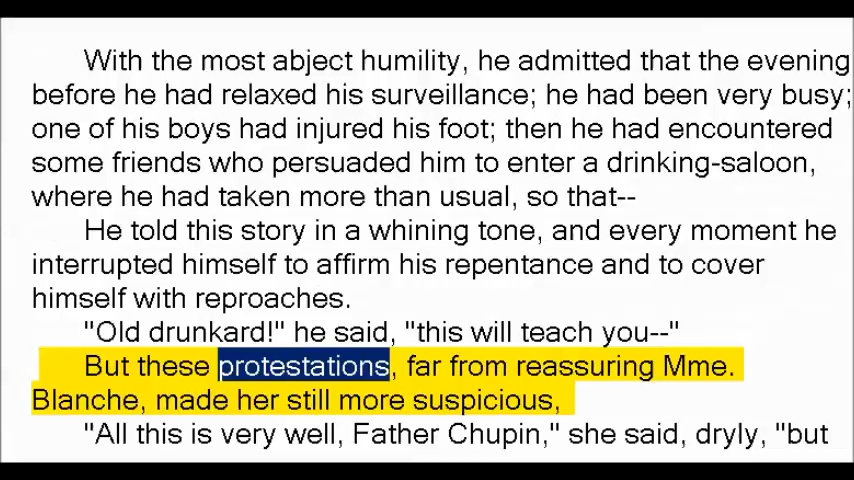 With the most abject humility, he admitted that the evening
before he had relaxed his surveillance; he had been very busy;
one of his boys had injured his foot; then he had encountered
some friends who persuaded him to enter a drinking-saloon,
where he had taken more than usual, so that--
He told this story in a whining tone, and every moment he
interrupted himself to affirm his repentance and to cover
himself with reproaches.
"Old drunkard!" he said, "this will teach you--"
But these protestations, far from reassuring Mme.
Blanche, made her still more suspicious,
"All this is very well, Father Chupin," she said, dryly, "but